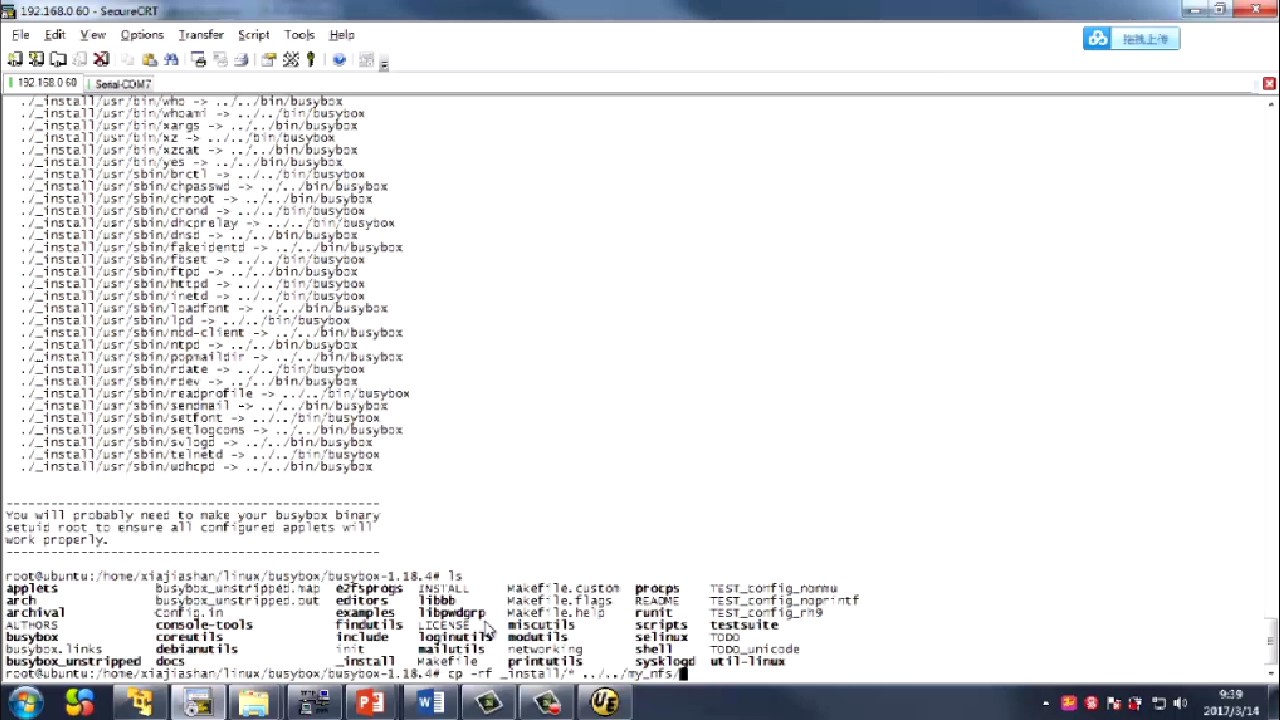 192.168.0.60 - SecureCRT
File Edit View Options Transfer Script Tools Help
拖拽上传
192.168.0.60 Serial-COM7
./_install/usr/bin/who -> ../../bin/busybox
./_install/usr/bin/whoami -> ../../bin/busybox
./_install/usr/bin/xargs -> ../../bin/busybox
./_install/usr/bin/xz -> ../../bin/busybox
./_install/usr/bin/xzcat -> ../../bin/busybox
./_install/usr/bin/yes -> ../../bin/busybox
./_install/usr/sbin/brctl -> ../../bin/busybox
./_install/usr/sbin/chpasswd -> ../../bin/busybox
./_install/usr/sbin/chroot -> ../../bin/busybox
./_install/usr/sbin/crond -> ../../bin/busybox
./_install/usr/sbin/dhcprelay -> ../../bin/busybox
./_install/usr/sbin/dnsd -> ../../bin/busybox
./_install/usr/sbin/fakeidentd -> ../../bin/busybox
./_install/usr/sbin/fbset -> ../../bin/busybox
./_install/usr/sbin/ftpd -> ../../bin/busybox
./_install/usr/sbin/httpd -> ../../bin/busybox
./_install/usr/sbin/inetd -> ../../bin/busybox
./_install/usr/sbin/loadfont -> ../../bin/busybox
./_install/usr/sbin/lpd -> ../../bin/busybox
./_install/usr/sbin/nbd-client -> ../../bin/busybox
./_install/usr/sbin/ntpd -> ../../bin/busybox
./_install/usr/sbin/popmaildir -> ../../bin/busybox
./_install/usr/sbin/rdate -> ../../bin/busybox
./_install/usr/sbin/rdev -> ../../bin/busybox
./_install/usr/sbin/readprofile -> ../../bin/busybox
./_install/usr/sbin/sendmail -> ../../bin/busybox
./_install/usr/sbin/setfont -> ../../bin/busybox
./_install/usr/sbin/setlogcons -> ../../bin/busybox
./_install/usr/sbin/svlogd -> ../../bin/busybox
./_install/usr/sbin/telnetd -> ../../bin/busybox
./_install/usr/sbin/udhcpd -> ../../bin/busybox
--------------------------------------------------
You will probably need to make your busybox binary
setuid root to ensure all configured applets will
work properly.
--------------------------------------------------
root@ubuntu:/home/xiajiashan/linux/busybox/busybox-1.18.4# ls
applets busybox_unstripped.map e2fsprogs INSTALL Makefile.custom procps TEST_config_nommu
arch busybox_unstripped.out editors libbb Makefile.flags README TEST_config_noprintf
archival Config.in examples libpwdgrp Makefile.help runit TEST_config_rh9
AUTHORS console-tools findutils LICENSE miscutils scripts testsuite
busybox coreutils include loginutils modutils selinux TODO
busybox.links debianutils init mailutils networking shell TODO_unicode
busybox_unstripped docs _install Makefile printutils sysklogd util-linux
root@ubuntu:/home/xiajiashan/linux/busybox/busybox-1.18.4# cp -rf _install/* ../../my_nfs/
9:39
2017/3/14